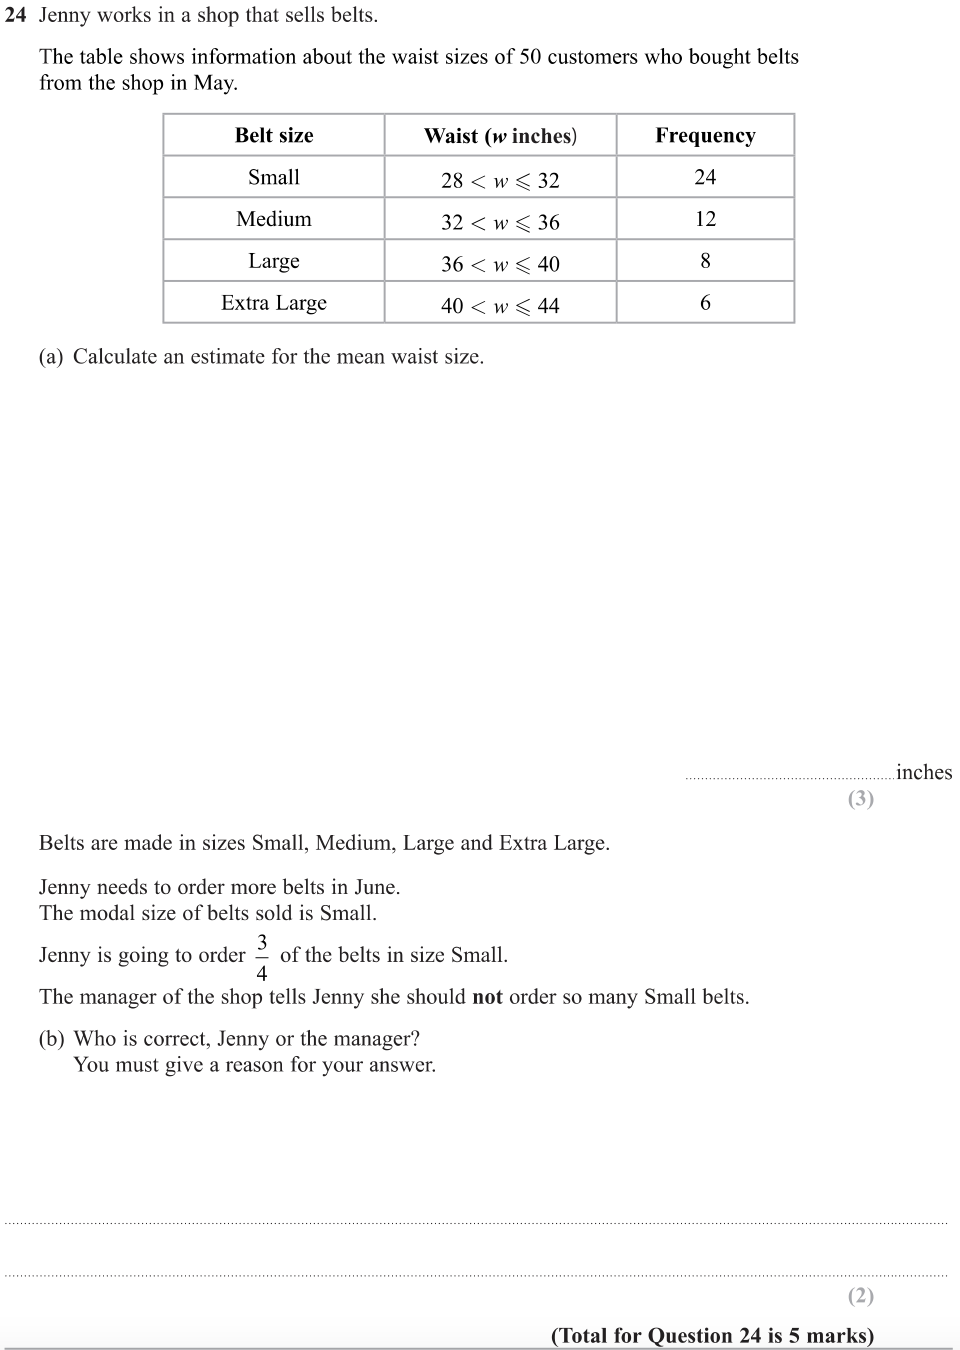 24 Jenny works in a shop that sells belts.
The table shows information about the waist sizes of 50 customers who bought belts
from the shop in May.
Belt size Waist (w inches) Frequency
Small 28 < w ⩽ 32 24
Medium 32 < w ⩽ 36 12
Large 36 < w ⩽ 40 8
Extra Large 40 < w ⩽ 44 6
(a) Calculate an estimate for the mean waist size.
......................................................inches
(3)
Belts are made in sizes Small, Medium, Large and Extra Large.
Jenny needs to order more belts in June.
The modal size of belts sold is Small.
Jenny is going to order 3/4 of the belts in size Small.
The manager of the shop tells Jenny she should not order so many Small belts.
(b) Who is correct, Jenny or the manager?
You must give a reason for your answer.
(2)
(Total for Question 24 is 5 marks)